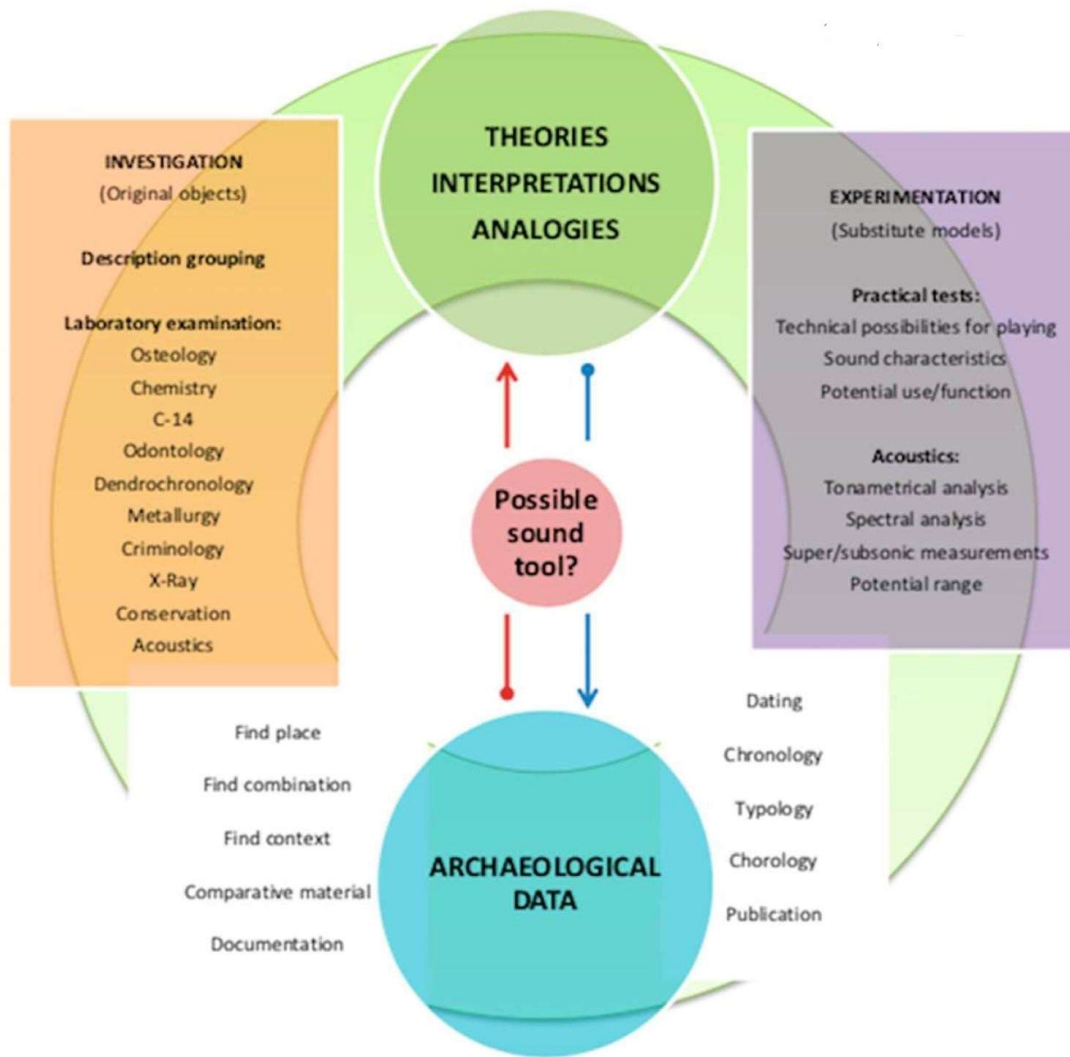 THEORIES
INTERPRETATIONS
ANALOGIES
INVESTIGATION
(Original objects)
Description grouping
Laboratory examination:
Osteology
Chemistry
C-14
Odontology
Dendrochronology
Metallurgy
Criminology
X-Ray
Conservation
Acoustics
EXPERIMENTATION
(Substitute models)
Practical tests:
Technical possibilities for playing
Sound characteristics
Potential use/function
Acoustics:
Tonametrical analysis
Spectral analysis
Super/subsonic measurements
Potential range
Possible
sound
tool?
Find place
Find combination
Find context
Comparative material
Documentation
ARCHAEOLOGICAL
DATA
Dating
Chronology
Typology
Chorology
Publication